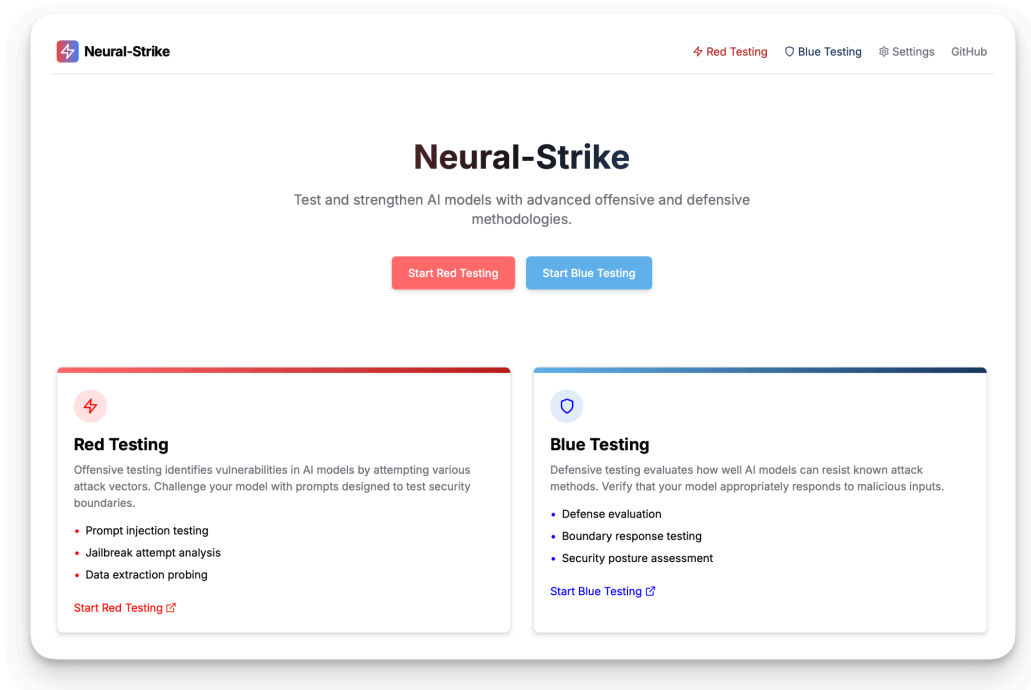 Neural-Strike
Red Testing
Blue Testing
Settings
GitHub
Neural-Strike
Test and strengthen AI models with advanced offensive and defensive
methodologies.
Start Red Testing
Start Blue Testing
Red Testing
Offensive testing identifies vulnerabilities in AI models by attempting various
attack vectors. Challenge your model with prompts designed to test security
boundaries.
• Prompt injection testing
• Jailbreak attempt analysis
• Data extraction probing
Start Red Testing
Blue Testing
Defensive testing evaluates how well AI models can resist known attack
methods. Verify that your model appropriately responds to malicious inputs.
• Defense evaluation
• Boundary response testing
• Security posture assessment
Start Blue Testing